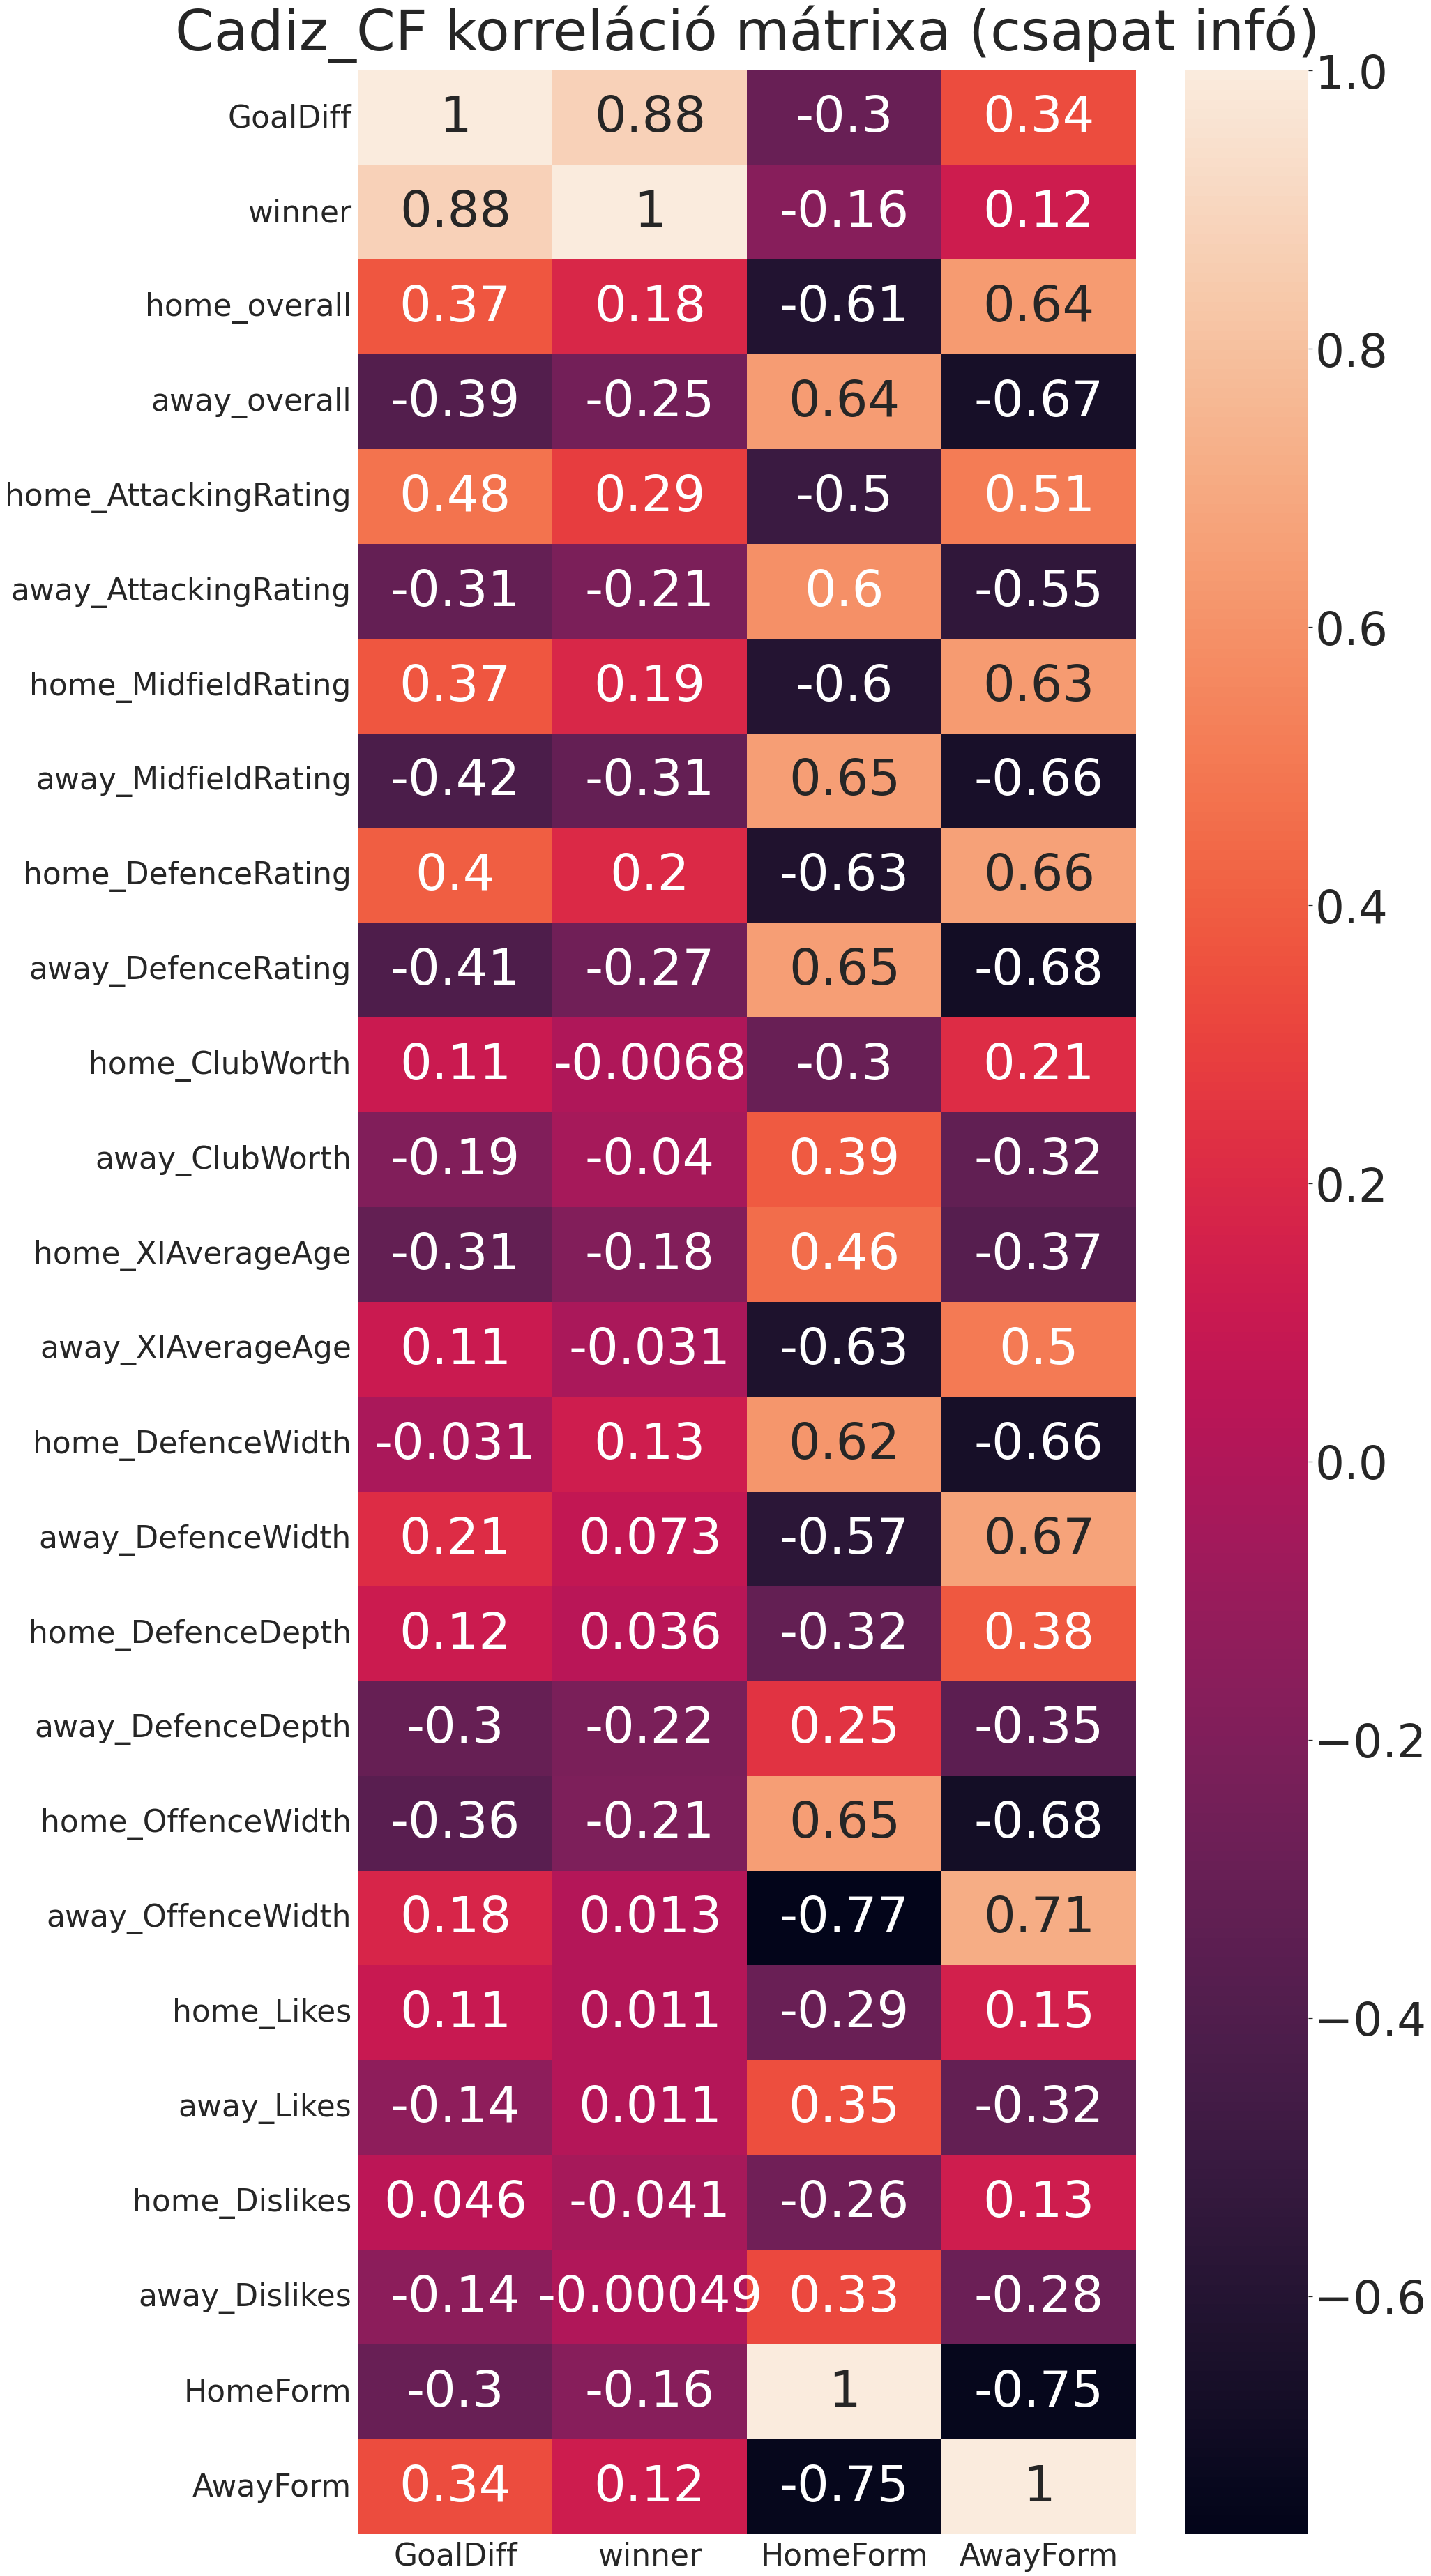 Cadiz_CF korreláció mátrixa (csapat infó)
GoalDiff 1 0.88 -0.3 0.34
winner 0.88 1 -0.16 0.12
home_overall 0.37 0.18 -0.61 0.64
away_overall -0.39 -0.25 0.64 -0.67
home_AttackingRating 0.48 0.29 -0.5 0.51
away_AttackingRating -0.31 -0.21 0.6 -0.55
home_MidfieldRating 0.37 0.19 -0.6 0.63
away_MidfieldRating -0.42 -0.31 0.65 -0.66
home_DefenceRating 0.4 0.2 -0.63 0.66
away_DefenceRating -0.41 -0.27 0.65 -0.68
home_ClubWorth 0.11 -0.0068 -0.3 0.21
away_ClubWorth -0.19 -0.04 0.39 -0.32
home_XIAverageAge -0.31 -0.18 0.46 -0.37
away_XIAverageAge 0.11 -0.031 -0.63 0.5
home_DefenceWidth -0.031 0.13 0.62 -0.66
away_DefenceWidth 0.21 0.073 -0.57 0.67
home_DefenceDepth 0.12 0.036 -0.32 0.38
away_DefenceDepth -0.3 -0.22 0.25 -0.35
home_OffenceWidth -0.36 -0.21 0.65 -0.68
away_OffenceWidth 0.18 0.013 -0.77 0.71
home_Likes 0.11 0.011 -0.29 0.15
away_Likes -0.14 0.011 0.35 -0.32
home_Dislikes 0.046 -0.041 -0.26 0.13
away_Dislikes -0.14 -0.00049 0.33 -0.28
HomeForm -0.3 -0.16 1 -0.75
AwayForm 0.34 0.12 -0.75 1
GoalDiff winner HomeForm AwayForm
1.0
0.8
0.6
0.4
0.2
0.0
−0.2
−0.4
−0.6